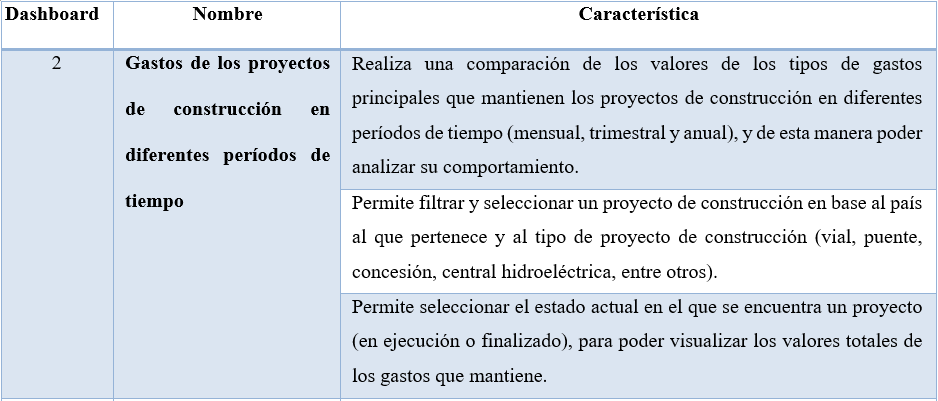 Dashboard Nombre Característica
2
Gastos de los proyectos
de construcción en
diferentes períodos de
tiempo
Realiza una comparación de los valores de los tipos de gastos
principales que mantienen los proyectos de construcción en diferentes
períodos de tiempo (mensual, trimestral y anual), y de esta manera poder
analizar su comportamiento.
Permite filtrar y seleccionar un proyecto de construcción en base al país
al que pertenece y al tipo de proyecto de construcción (vial, puente,
concesión, central hidroeléctrica, entre otros).
Permite seleccionar el estado actual en el que se encuentra un proyecto
(en ejecución o finalizado), para poder visualizar los valores totales de
los gastos que mantiene.